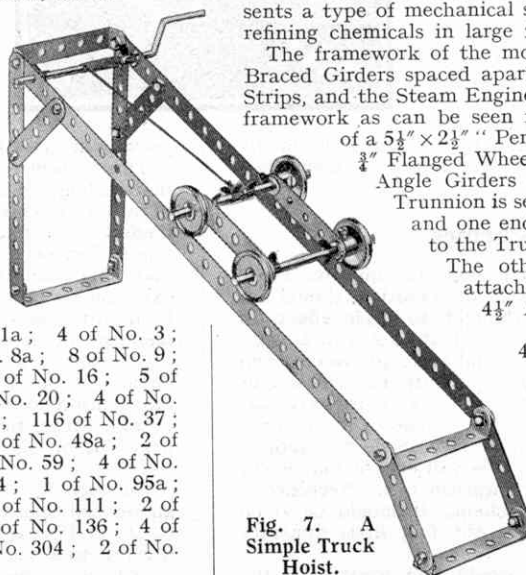 sents a type of mechanical s
refining chemicals in large
The framework of the mo
Braced Girders spaced apar
Strips, and the Steam Engine
framework as can be seen
of a 5½″ × 2½″ “ Per
¾″ Flanged Whee
Angle Girders
Trunnion is se
and one end
to the Tru
The oth
attach
4½″
4
1a ; 4 of No. 3 ;
. 8a ; 8 of No. 9 ;
of No. 16 ; 5 of
No. 20 ; 4 of No.
; 116 of No. 37 ;
of No. 48a ; 2 of
No. 59 ; 4 of No.
4 ; 1 of No. 95a ;
of No. 111 ; 2 of
of No. 136 ; 4 of
No. 304 ; 2 of No.
Fig. 7. A
Simple Truck
Hoist.